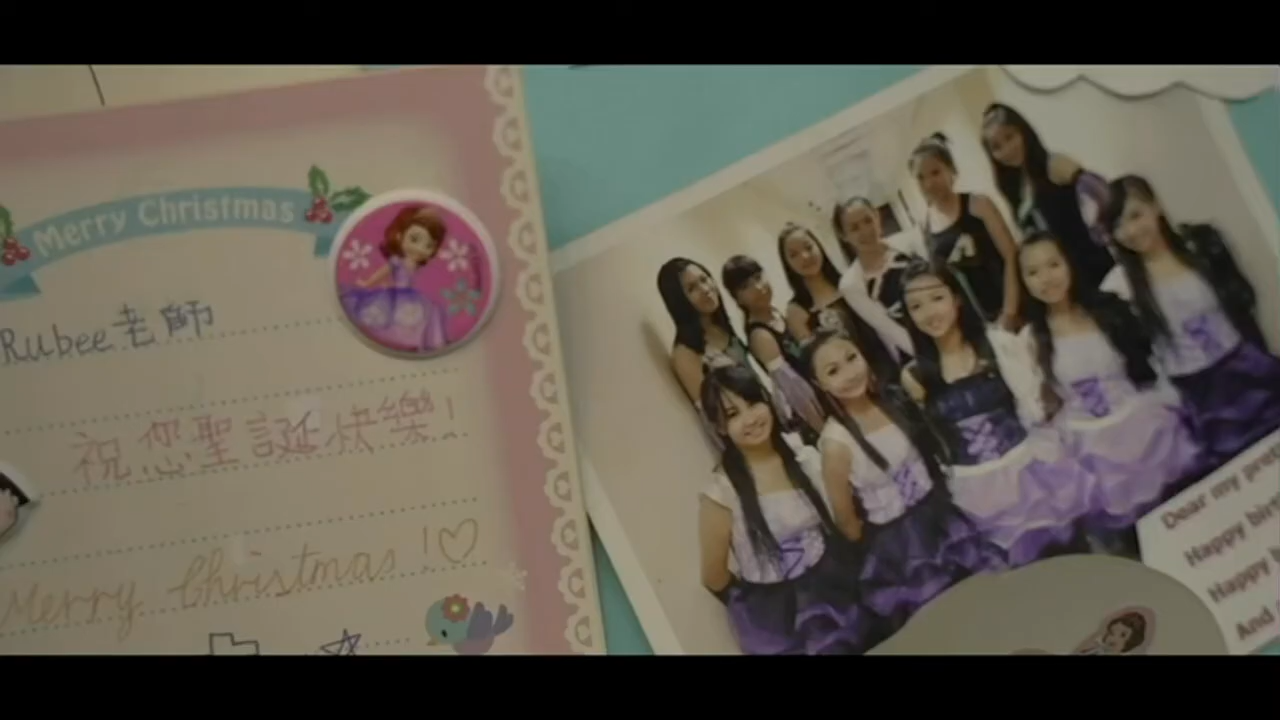 Merry Christmas
Rubee老師
祝您聖誕快樂!
Merry Christmas!♡
Dear my
Happy
Happy
And